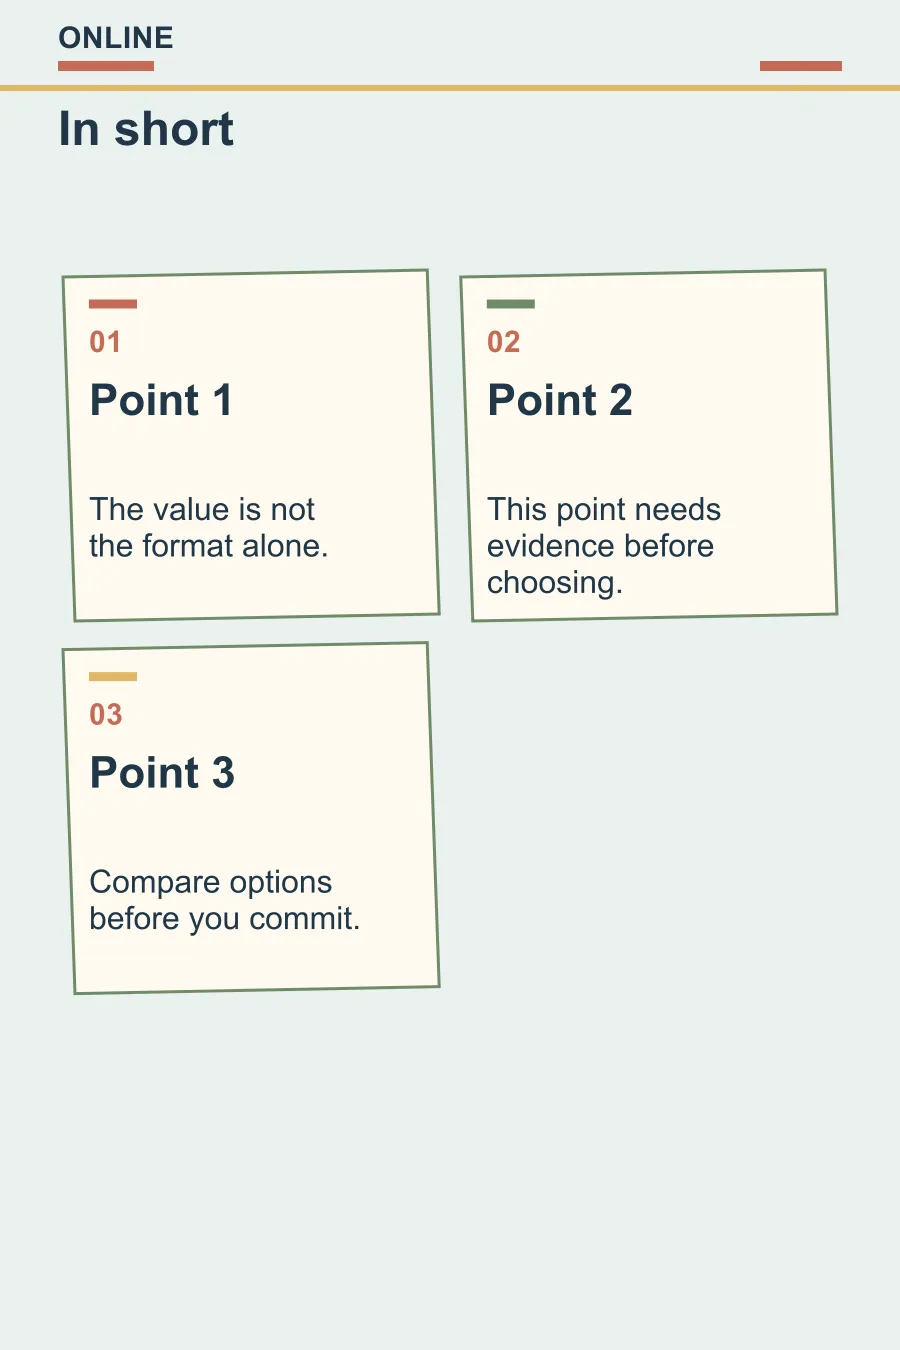 ONLINE
In short
01
Point 1
The value is not
the format alone.
02
Point 2
This point needs
evidence before
choosing.
03
Point 3
Compare options
before you commit.